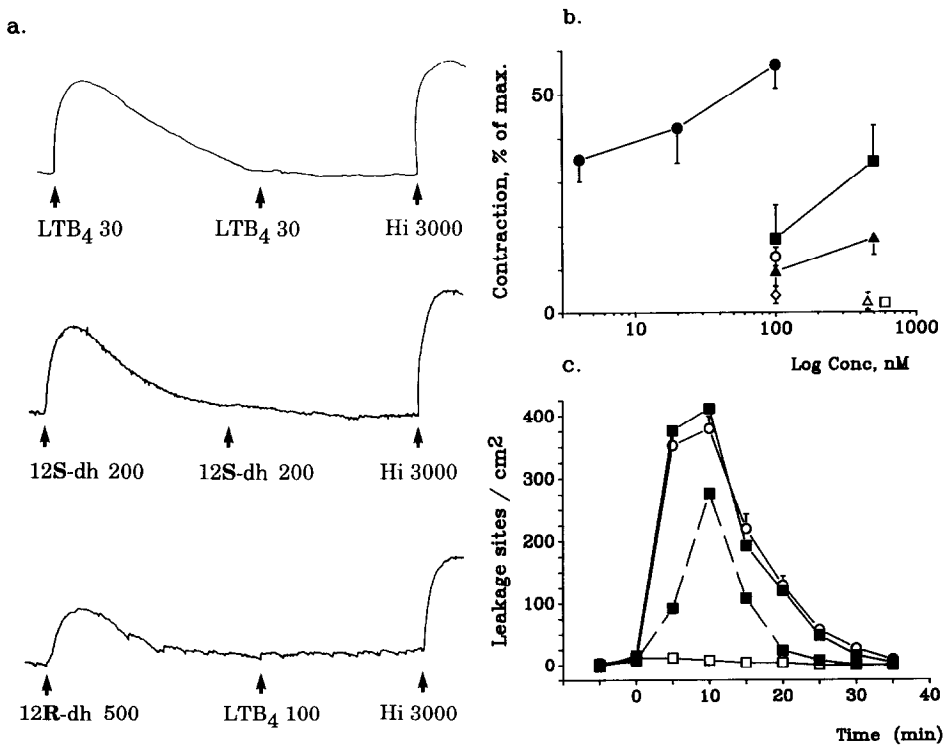 a.
LTB4 30 LTB4 30 Hi 3000
12S-dh 200 12S-dh 200 Hi 3000
12R-dh 500 LTB4 100 Hi 3000
b.
Contraction, % of max.
50
0
10 100 1000
Log Conc, nM
c.
Leakage sites / cm2
400
300
200
100
0
0 10 20 30 40
Time (min)